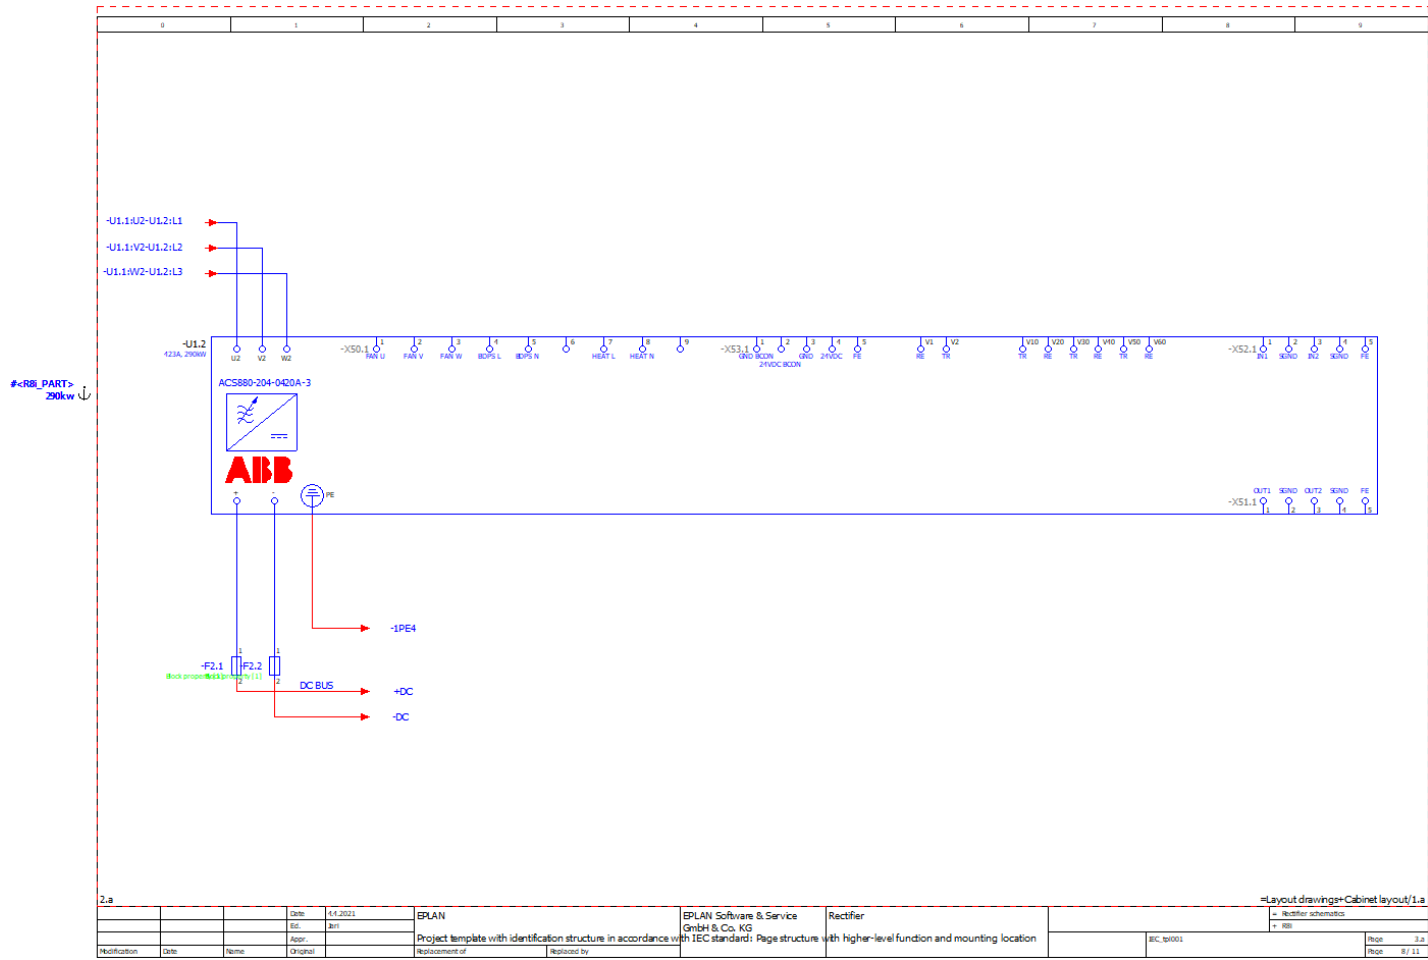 0 1 2 3 4 5 6 7 8 9
-U1.1:U2-U1.2:L1
-U1.1:V2-U1.2:L2
-U1.1:W2-U1.2:L3
-U1.2
423A, 290kW
U2 V2 W2
-X50.1 1 2 3 4 5 6 7 8 9
FAN U FAN V FAN W BDPS L BDPS N HEAT L HEAT N
-X53.1 1 2 3 4 5
GND BCON GND 24VDC FE
24VDC BCON
V1 V2 V10 V20 V30 V40 V50 V60
RE TR TR RE TR RE TR RE
-X52.1 1 2 3 4 5
IN1 SGND IN2 SGND FE
#<R8i_PART>
290kw
ACS880-204-0420A-3
ABB
+ - PE
OUT1 SGND OUT2 SGND FE
-X51.1 1 2 3 4 5
-1PE4
1 1
-F2.1 -F2.2
2 2
DC BUS
+DC
-DC
2.a
=Layout drawings+Cabinet layout/1.a
Date 4.4.2021
Ed. Jari
Appr.
Modification Date Name Original
EPLAN
Project template with identification structure in accordance with IEC standard: Page structure with higher-level function and mounting location
Replacement of Replaced by
EPLAN Software & Service
GmbH & Co. KG
Rectifier
= Rectifier schematics
+ R8i
IEC_tpl001
Page 3.a
Page 8 / 11